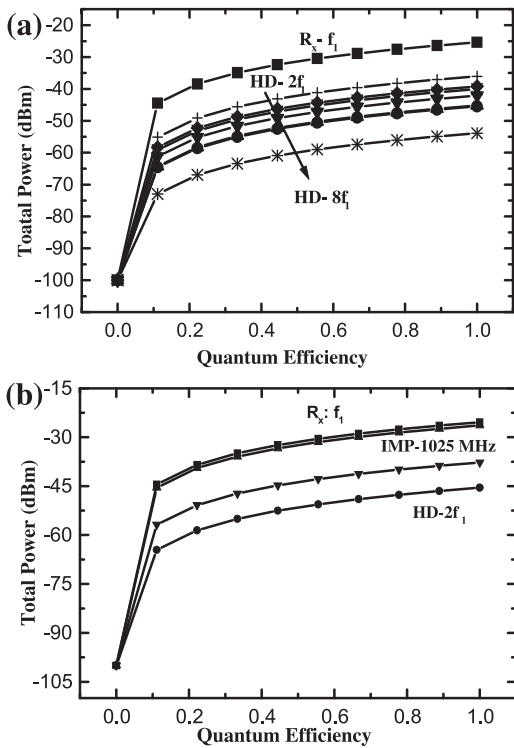 (a)
-20
-30
-40
-50
-60
-70
-80
-90
-100
-110
Toatal Power (dBm)
Rx- f1
HD- 2f1
HD- 8f1
0.0 0.2 0.4 0.6 0.8 1.0
Quantum Efficiency
(b)
-15
-30
-45
-60
-75
-90
-105
Total Power (dBm)
Rx: f1
IMP-1025 MHz
HD-2f1
0.0 0.2 0.4 0.6 0.8 1.0
Quantum Efficiency